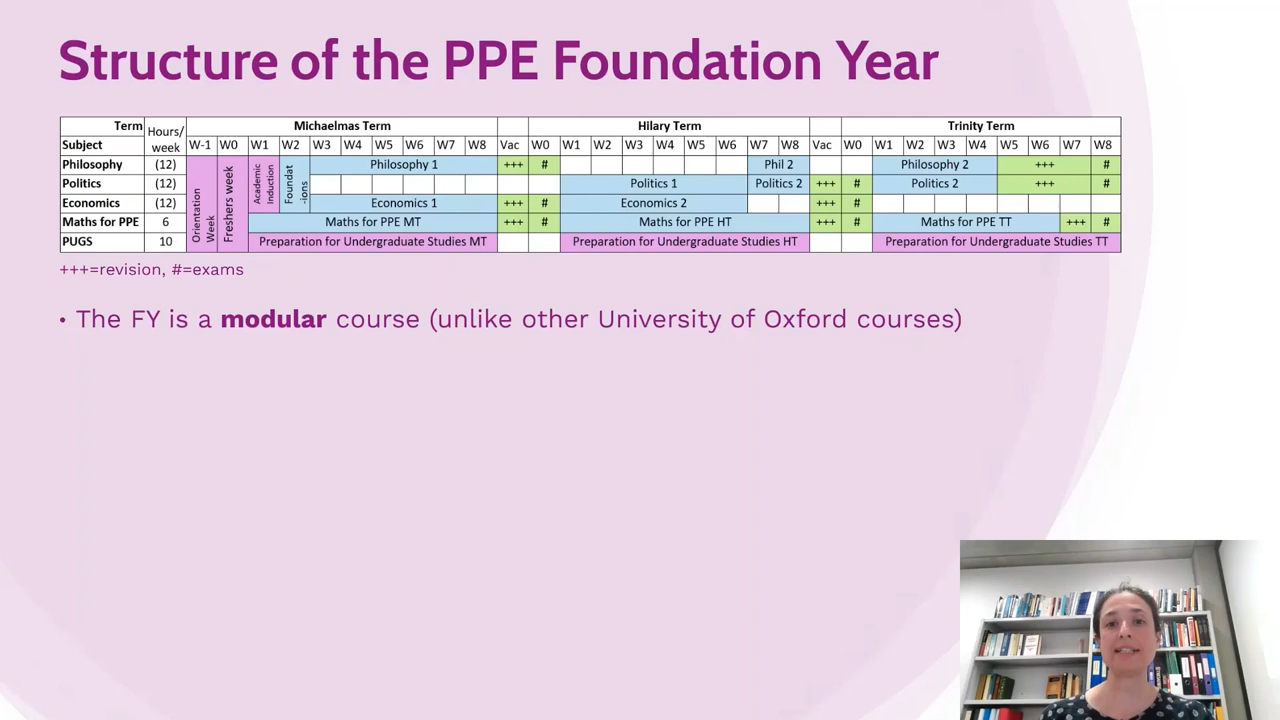 Structure of the PPE Foundation Year
Term Hours/ week Michaelmas Term Hilary Term Trinity Term
Subject W-1 W0 W1 W2 W3 W4 W5 W6 W7 W8 Vac W0 W1 W2 W3 W4 W5 W6 W7 W8 Vac W0 W1 W2 W3 W4 W5 W6 W7 W8
Orientation Week
Freshers week
Academic Induction
Foundat -ions
Philosophy (12) Philosophy 1 +++ # Phil 2 Philosophy 2 +++ #
Politics (12) Politics 1 Politics 2 +++ # Politics 2 +++ #
Economics (12) Economics 1 +++ # Economics 2 +++ #
Maths for PPE 6 Maths for PPE MT +++ # Maths for PPE HT +++ # Maths for PPE TT +++ #
PUGS 10 Preparation for Undergraduate Studies MT Preparation for Undergraduate Studies HT Preparation for Undergraduate Studies TT
+++=revision, #=exams
• The FY is a modular course (unlike other University of Oxford courses)